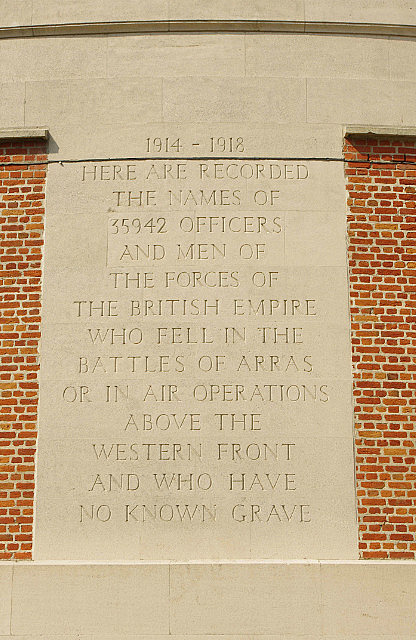 1914 - 1918
HERE ARE RECORDED
THE NAMES OF
35942 OFFICERS
AND MEN OF
THE FORCES OF
THE BRITISH EMPIRE
WHO FELL IN THE
BATTLES OF ARRAS
OR IN AIR OPERATIONS
ABOVE THE
WESTERN FRONT
AND WHO HAVE
NO KNOWN GRAVE